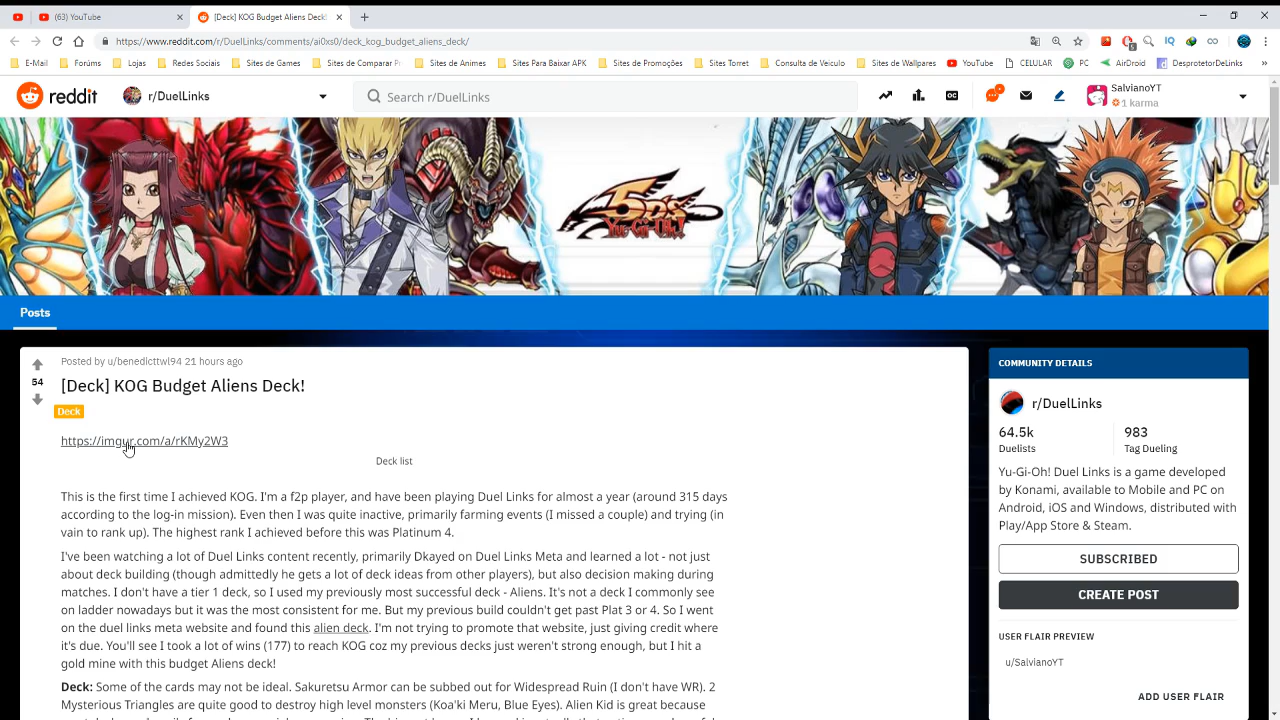 (63) YouTube
[Deck] KOG Budget Aliens Deck!
https://www.reddit.com/r/DuelLinks/comments/ai0xs0/deck_kog_budget_aliens_deck/
E-Mail
Forúms
Lojas
Redes Sociais
Sites de Games
Sites de Comparar P
Sites de Animes
Sites Para Baixar APK
Sites de Promoções
Sites Torret
Consulta de Veiculo
Sites de Wallpares
YouTube
CELULAR
PC
AirDroid
DesprotetorDeLinks
reddit
r/DuelLinks
Search r/DuelLinks
SalvianoYT
1 karma
5D's
Yu-Gi-Oh!
Posts
Posted by u/benedicttwl94 21 hours ago
54
[Deck] KOG Budget Aliens Deck!
Deck
https://imgur.com/a/rKMy2W3
Deck list
This is the first time I achieved KOG. I'm a f2p player, and have been playing Duel Links for almost a year (around 315 days
according to the log-in mission). Even then I was quite inactive, primarily farming events (I missed a couple) and trying (in
vain to rank up). The highest rank I achieved before this was Platinum 4.
I've been watching a lot of Duel Links content recently, primarily Dkayed on Duel Links Meta and learned a lot - not just
about deck building (though admittedly he gets a lot of deck ideas from other players), but also decision making during
matches. I don't have a tier 1 deck, so I used my previously most successful deck - Aliens. It's not a deck I commonly see
on ladder nowadays but it was the most consistent for me. But my previous build couldn't get past Plat 3 or 4. So I went
on the duel links meta website and found this alien deck. I'm not trying to promote that website, just giving credit where
it's due. You'll see I took a lot of wins (177) to reach KOG coz my previous decks just weren't strong enough, but I hit a
gold mine with this budget Aliens deck!
Deck: Some of the cards may not be ideal. Sakuretsu Armor can be subbed out for Widespread Ruin (I don't have WR). 2
Mysterious Triangles are quite good to destroy high level monsters (Koa'ki Meru, Blue Eyes). Alien Kid is great because
COMMUNITY DETAILS
r/DuelLinks
64.5k
983
Duelists
Tag Dueling
Yu-Gi-Oh! Duel Links is a game developed
by Konami, available to Mobile and PC on
Android, iOS and Windows, distributed with
Play/App Store & Steam.
SUBSCRIBED
CREATE POST
USER FLAIR PREVIEW
u/SalvianoYT
ADD USER FLAIR